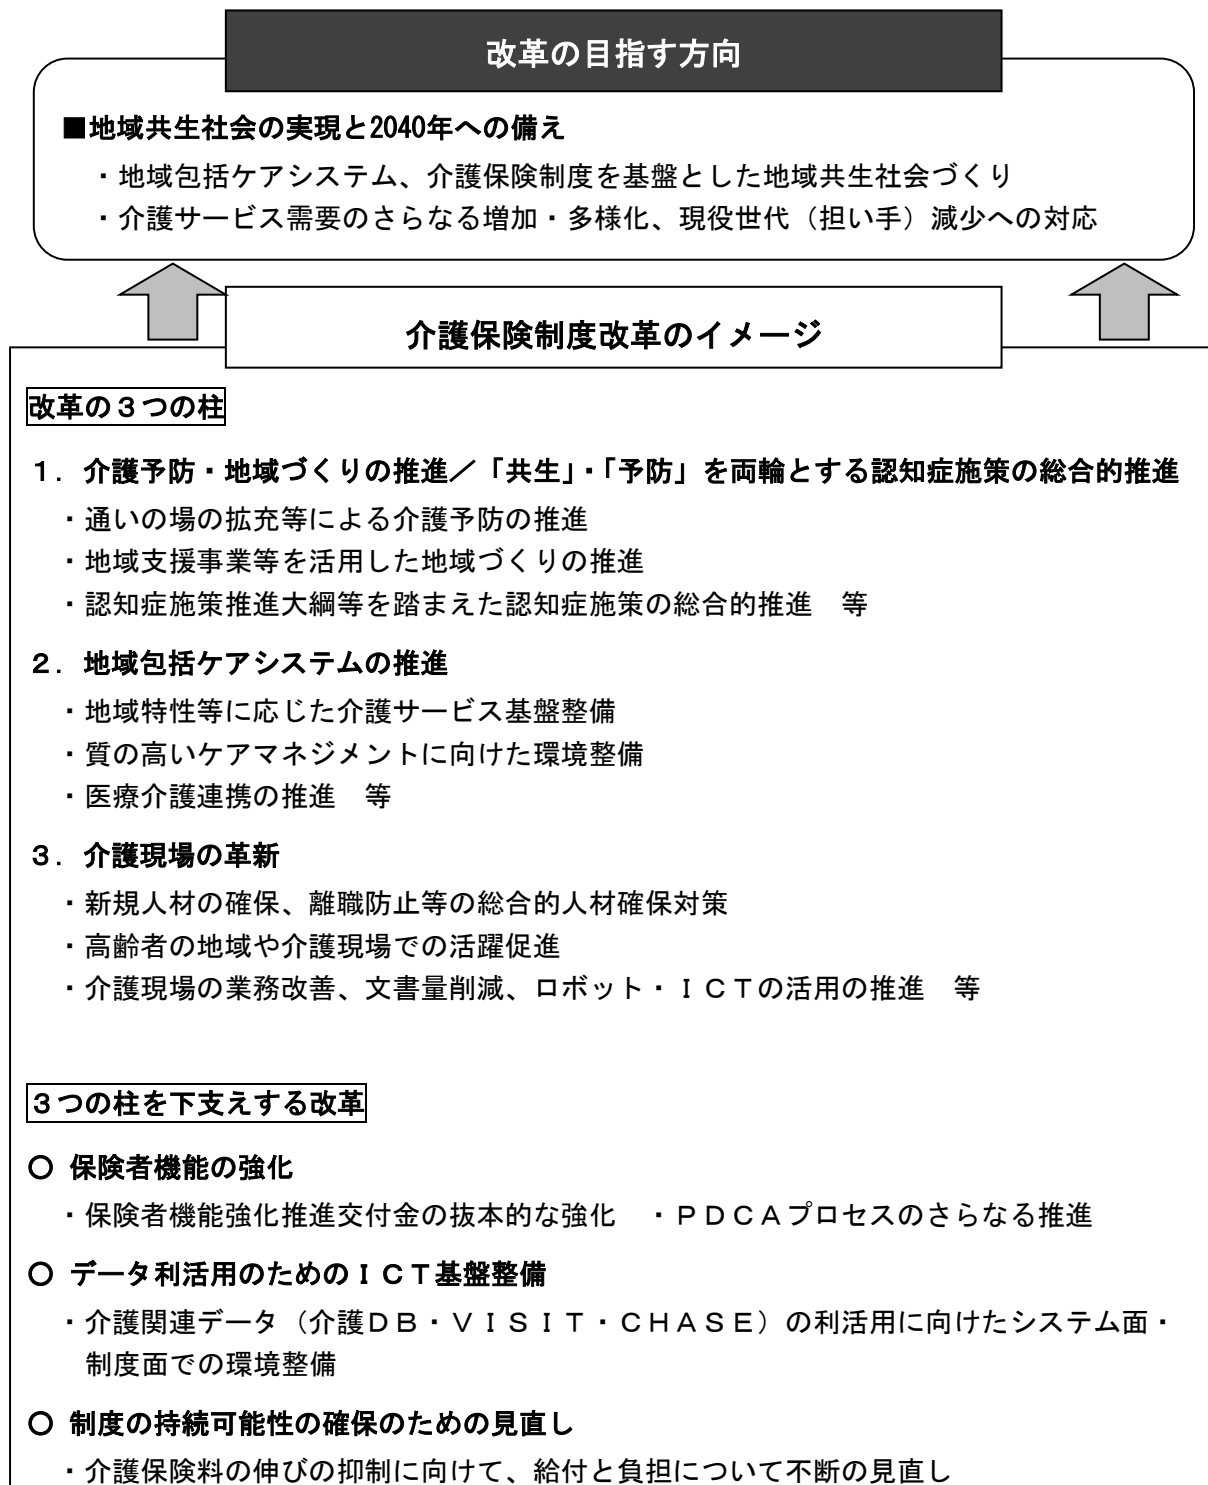 改革の目指す方向
■地域共生社会の実現と2040年への備え
・地域包括ケアシステム、介護保険制度を基盤とした地域共生社会づくり
・介護サービス需要のさらなる増加・多様化、現役世代（担い手）減少への対応
介護保険制度改革のイメージ
改革の３つの柱
１．介護予防・地域づくりの推進／「共生」・「予防」を両輪とする認知症施策の総合的推進
・通いの場の拡充等による介護予防の推進
・地域支援事業等を活用した地域づくりの推進
・認知症施策推進大綱等を踏まえた認知症施策の総合的推進　等
２．地域包括ケアシステムの推進
・地域特性等に応じた介護サービス基盤整備
・質の高いケアマネジメントに向けた環境整備
・医療介護連携の推進　等
３．介護現場の革新
・新規人材の確保、離職防止等の総合的人材確保対策
・高齢者の地域や介護現場での活躍促進
・介護現場の業務改善、文書量削減、ロボット・ＩＣＴの活用の推進　等
３つの柱を下支えする改革
〇 保険者機能の強化
・保険者機能強化推進交付金の抜本的な強化　・ＰＤＣＡプロセスのさらなる推進
〇 データ利活用のためのＩＣＴ基盤整備
・介護関連データ（介護ＤＢ・ＶＩＳＩＴ・ＣＨＡＳＥ）の利活用に向けたシステム面・
制度面での環境整備
〇 制度の持続可能性の確保のための見直し
・介護保険料の伸びの抑制に向けて、給付と負担について不断の見直し